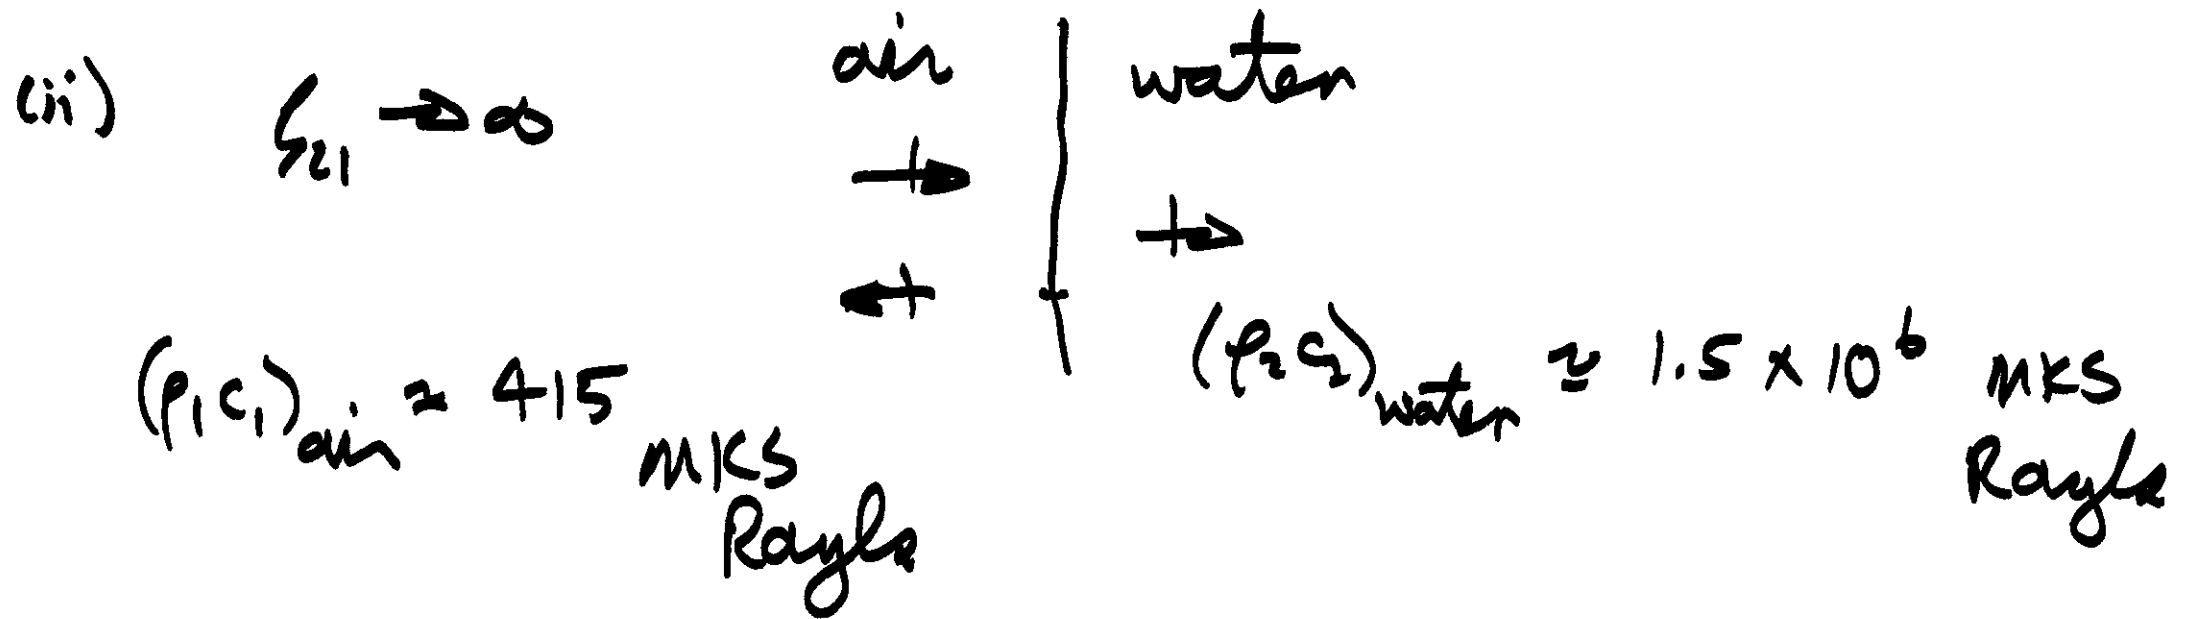 (ii) ζ₂₁ → ∞ air water
(ρ₁c₁)air ≈ 415 MKS Rayls
(ρ₂c₂)water ≃ 1.5 × 10⁶ MKS Rayls